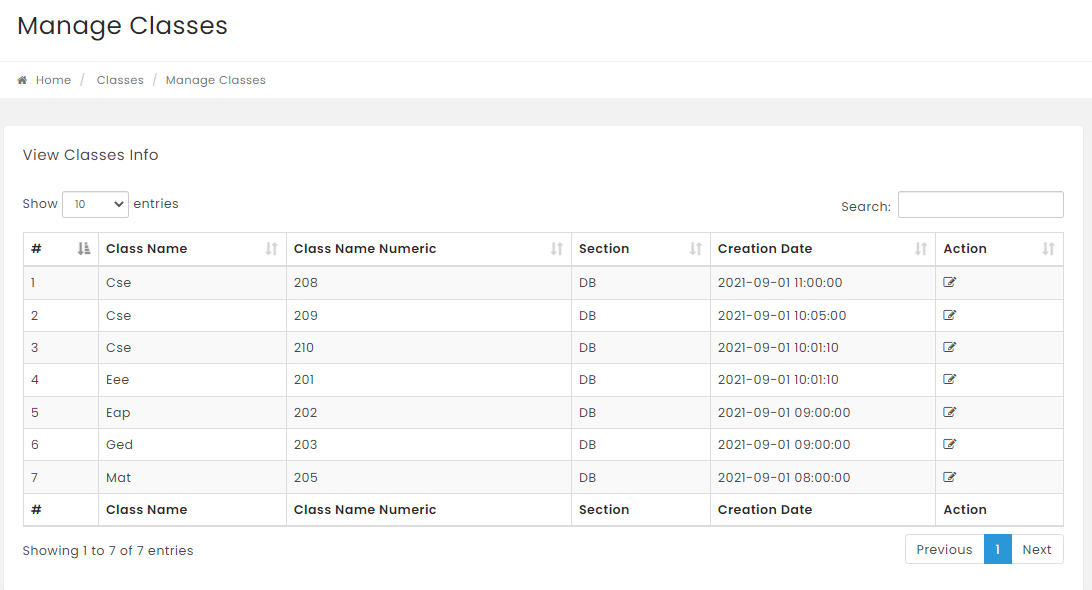 Manage Classes
Home / Classes / Manage Classes
View Classes Info
Show 10 entries
Search:
# Class Name Class Name Numeric Section Creation Date Action
1 Cse 208 DB 2021-09-01 11:00:00
2 Cse 209 DB 2021-09-01 10:05:00
3 Cse 210 DB 2021-09-01 10:01:10
4 Eee 201 DB 2021-09-01 10:01:10
5 Eap 202 DB 2021-09-01 09:00:00
6 Ged 203 DB 2021-09-01 09:00:00
7 Mat 205 DB 2021-09-01 08:00:00
# Class Name Class Name Numeric Section Creation Date Action
Showing 1 to 7 of 7 entries
Previous 1 Next